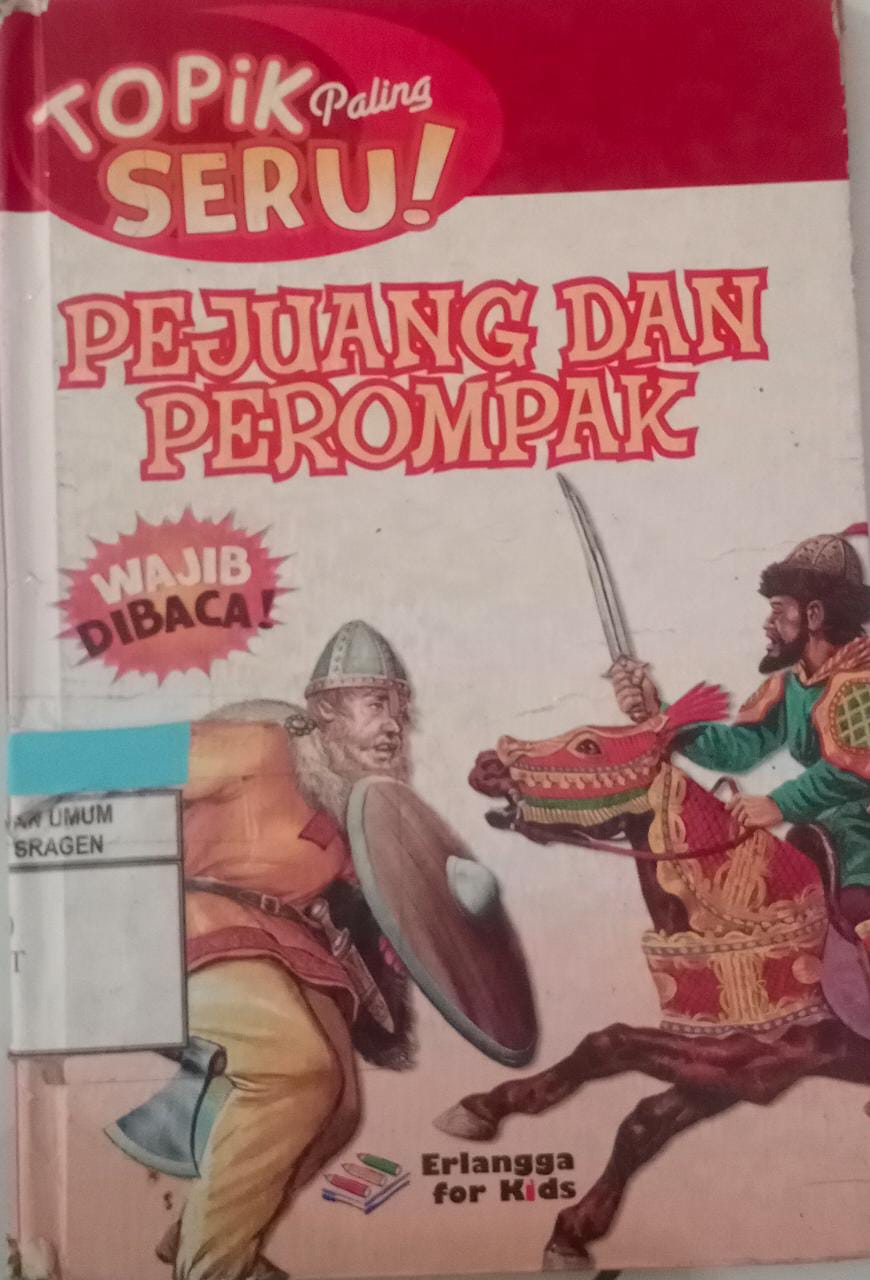 TOPiK Paling
SERU!
PEJUANG DAN
PEROMPAK
WAJIB
DIBACA!
UMUM
SRAGEN
T
Erlangga
for Kids